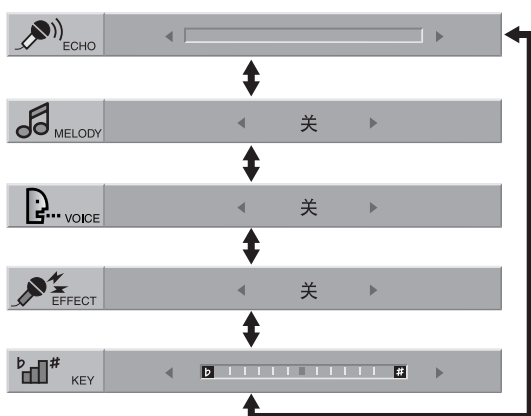 ECHO
MELODY 关
VOICE 关
EFFECT 关
♭ # KEY ♭ #